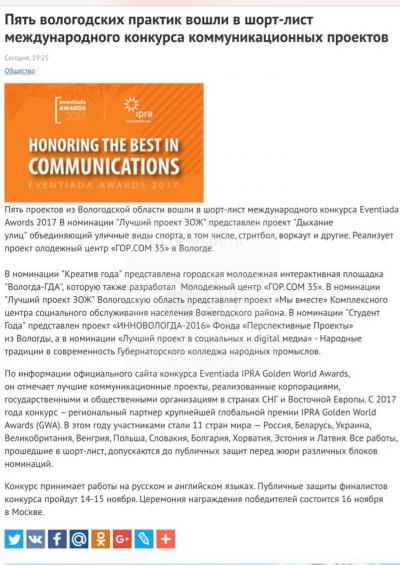 Пять вологодских практик вошли в шорт-лист
международного конкурса коммуникационных проектов
Сегодня, 19:25
Общество
eventiada
AWARDS
2017
ipra
HONORING THE BEST IN
COMMUNICATIONS
EVENTIADA AWARDS 2017
Пять проектов из Вологодской области вошли в шорт-лист международного конкурса Eventiada
Awords 2017 В номинации "Лучший проект ЗОЖ" представлен проект "Дыхание
улиц" объединяющий уличные виды спорта, в том числе, стритбол, воркаут и другие. Реализует
проект олодежный центр «ГОР.СОМ 35» в Вологде.
В номинации "Креатив года" представлена городская молодежная интерактивная площадка
"Вологда-ГДА", которую также разработал Молодежный центр «ГОР.СОМ 35». В номинации
"Лучший проект ЗОЖ" Вологодскую область представляет проект «Мы вместе» Комплексного
центра социального обслуживания населения Вожегодского района. В номинации "Студент
Года" представлен проект «ИННОВОЛОГДА-2016» Фонда «Перспективные Проекты»
из Вологды, а в номинации «Лучший проект в социальных и digital медиа» - Народные
традиции в современность Губернаторского колледжа народных промыслов.
По информации официального сайта конкурса Eventiada IPRA Golden World Awards,
он отмечает лучшие коммуникационные проекты, реализованные корпорациями,
государственными и общественными организациям в странах СНГ и Восточной Европы. С 2017
года конкурс – региональный партнер крупнейшей глобальной премии IPRA Golden World
Awards (GWA). В этом году участниками стали 11 стран мира — Россия, Беларусь, Украина,
Великобритания, Венгрия, Польша, Словакия, Болгария, Хорватия, Эстония и Латвия. Все работы,
прошедшие в шорт-лист, допускаются до публичных защит перед жюри различных блоков
номинаций.
Конкурс принимает работы на русском и английском языках. Публичные защиты финалистов
конкурса пройдут 14-15 ноября. Церемония награждения победителей состоится 16 ноября
в Москве.